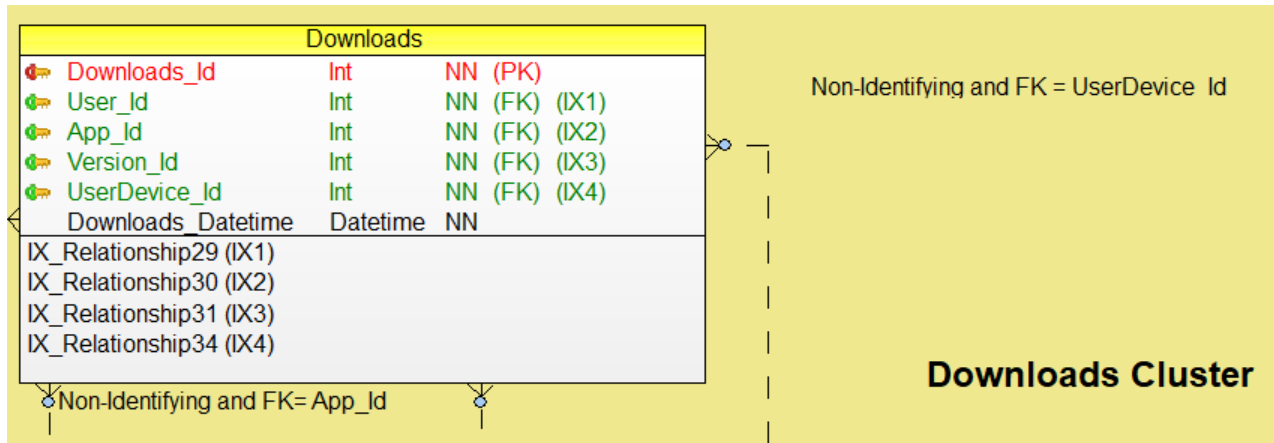 Downloads
Downloads_Id Int NN (PK)
User_Id Int NN (FK) (IX1)
App_Id Int NN (FK) (IX2)
Version_Id Int NN (FK) (IX3)
UserDevice_Id Int NN (FK) (IX4)
Downloads_Datetime Datetime NN
IX_Relationship29 (IX1)
IX_Relationship30 (IX2)
IX_Relationship31 (IX3)
IX_Relationship34 (IX4)
Non-Identifying and FK = UserDevice_Id
Downloads Cluster
Non-Identifying and FK= App_Id